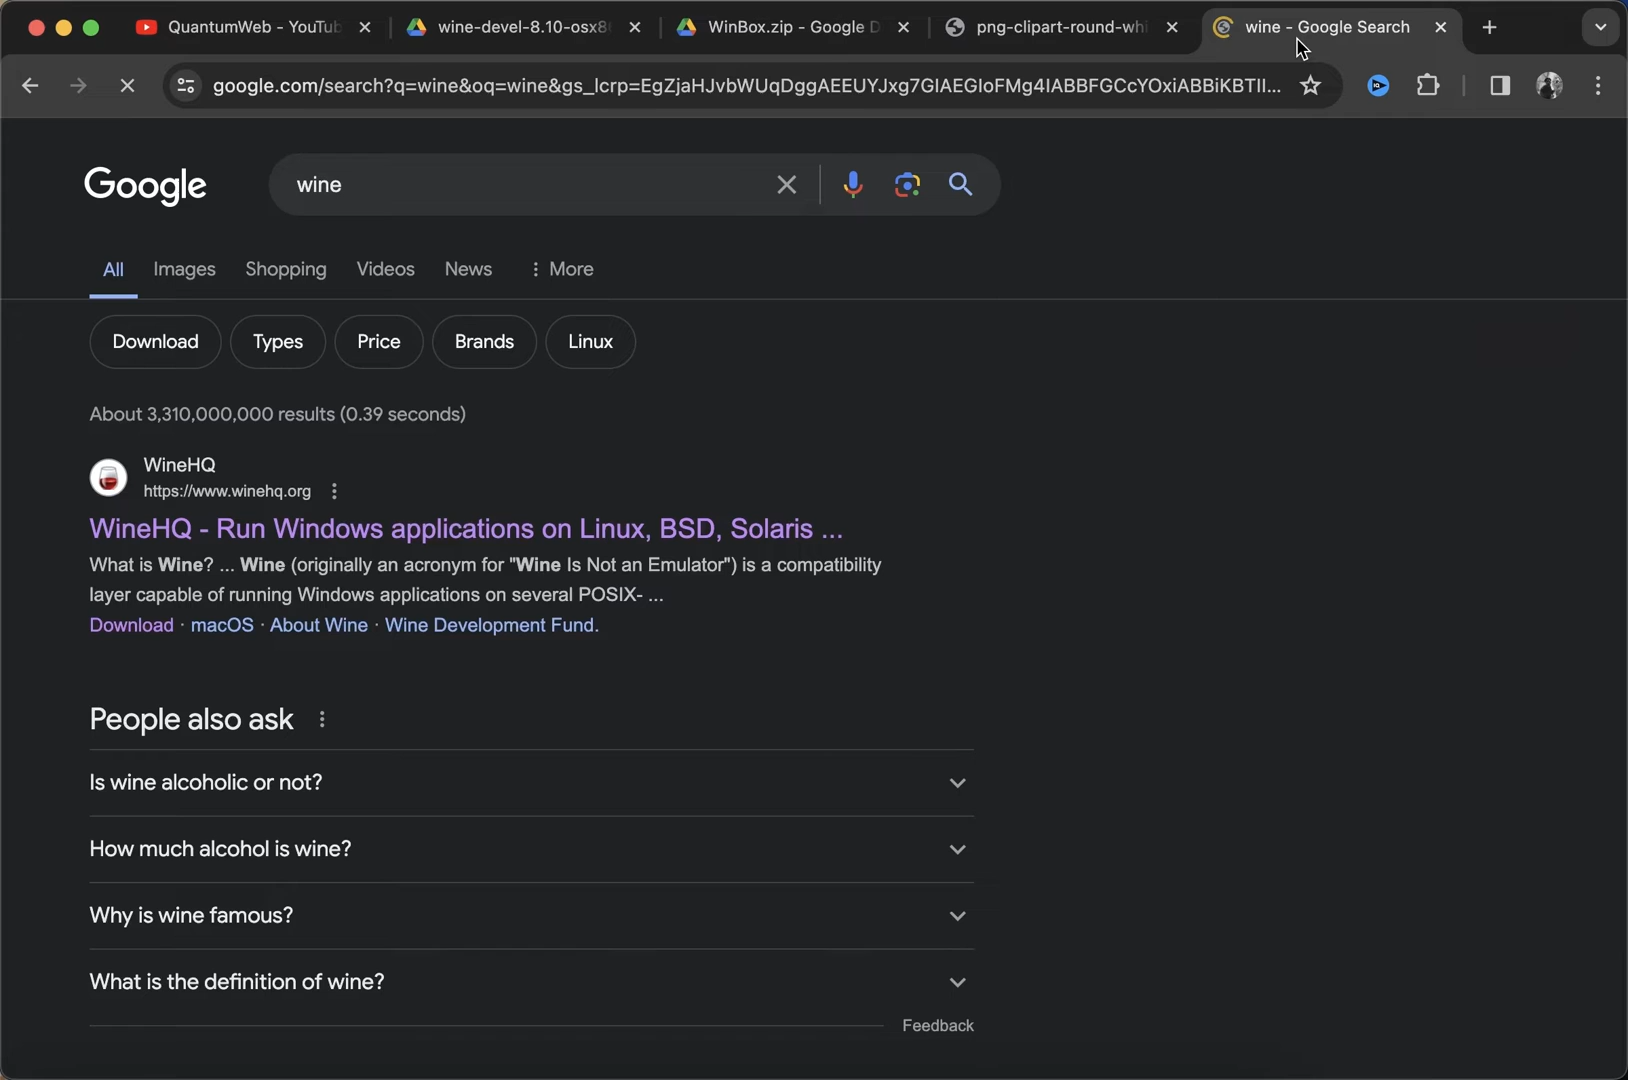 QuantumWeb - YouTub
wine-devel-8.10-osx8
WinBox.zip - Google D
png-clipart-round-whi
wine - Google Search
google.com/search?q=wine&oq=wine&gs_lcrp=EgZjaHJvbWUqDggAEEUYJxg7GIAEGIoFMg4IABBFGCcYOxiABBiKBTII...
Google
wine
All Images Shopping Videos News More
Download Types Price Brands Linux
About 3,310,000,000 results (0.39 seconds)
WineHQ
https://www.winehq.org
WineHQ - Run Windows applications on Linux, BSD, Solaris ...
What is Wine? ... Wine (originally an acronym for "Wine Is Not an Emulator") is a compatibility
layer capable of running Windows applications on several POSIX- ...
Download · macOS · About Wine · Wine Development Fund.
People also ask
Is wine alcoholic or not?
How much alcohol is wine?
Why is wine famous?
What is the definition of wine?
Feedback